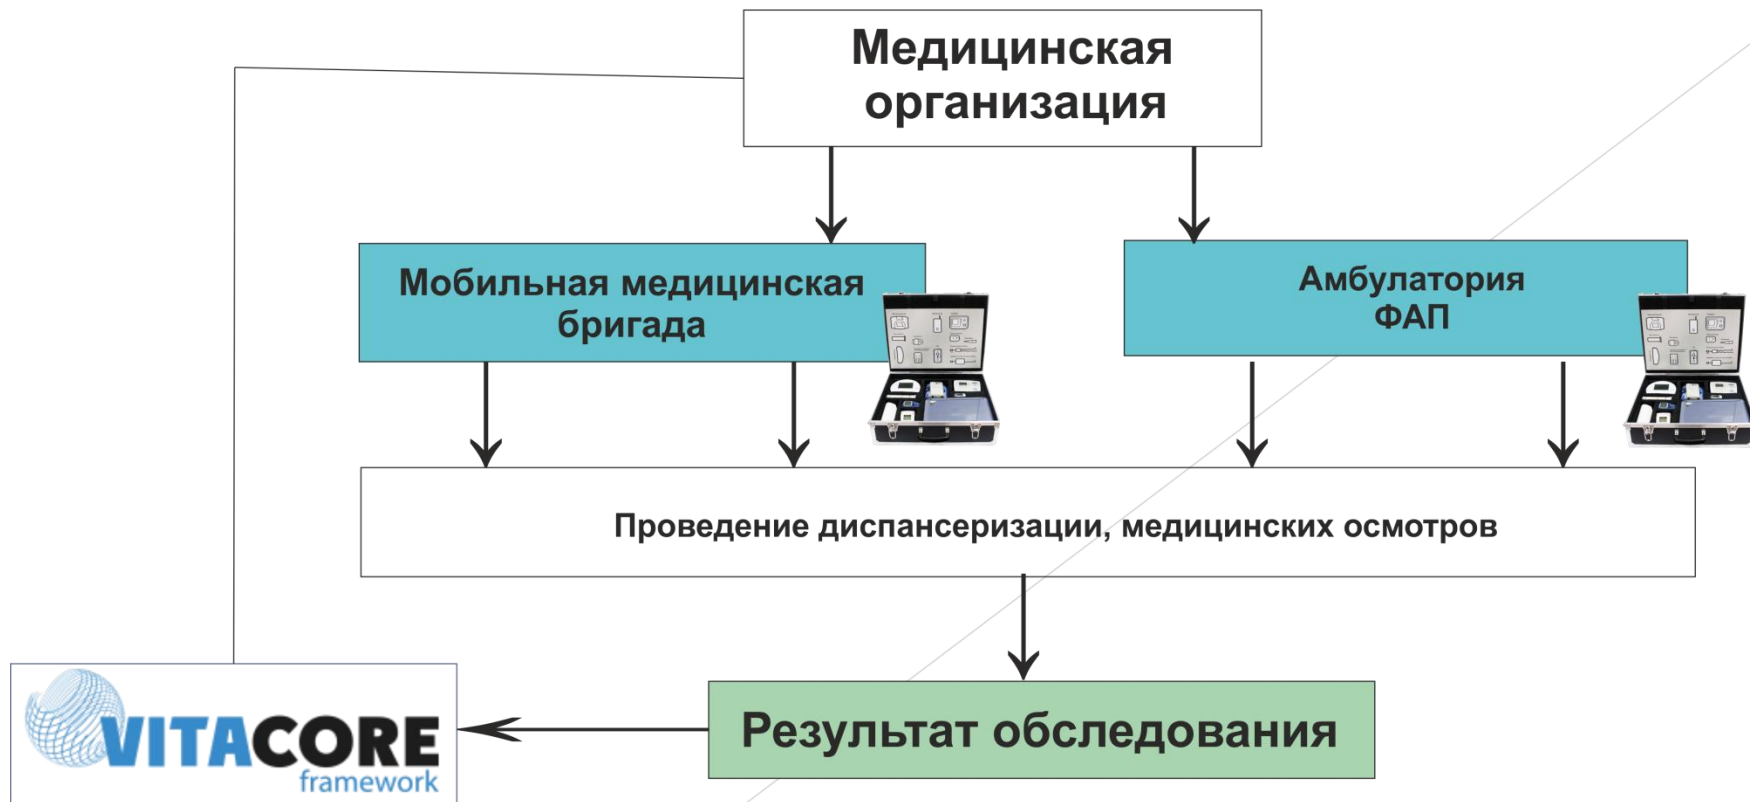 Медицинская
организация
Мобильная медицинская
бригада
Амбулатория
ФАП
Проведение диспансеризации, медицинских осмотров
Результат обследования
VITACORE
framework